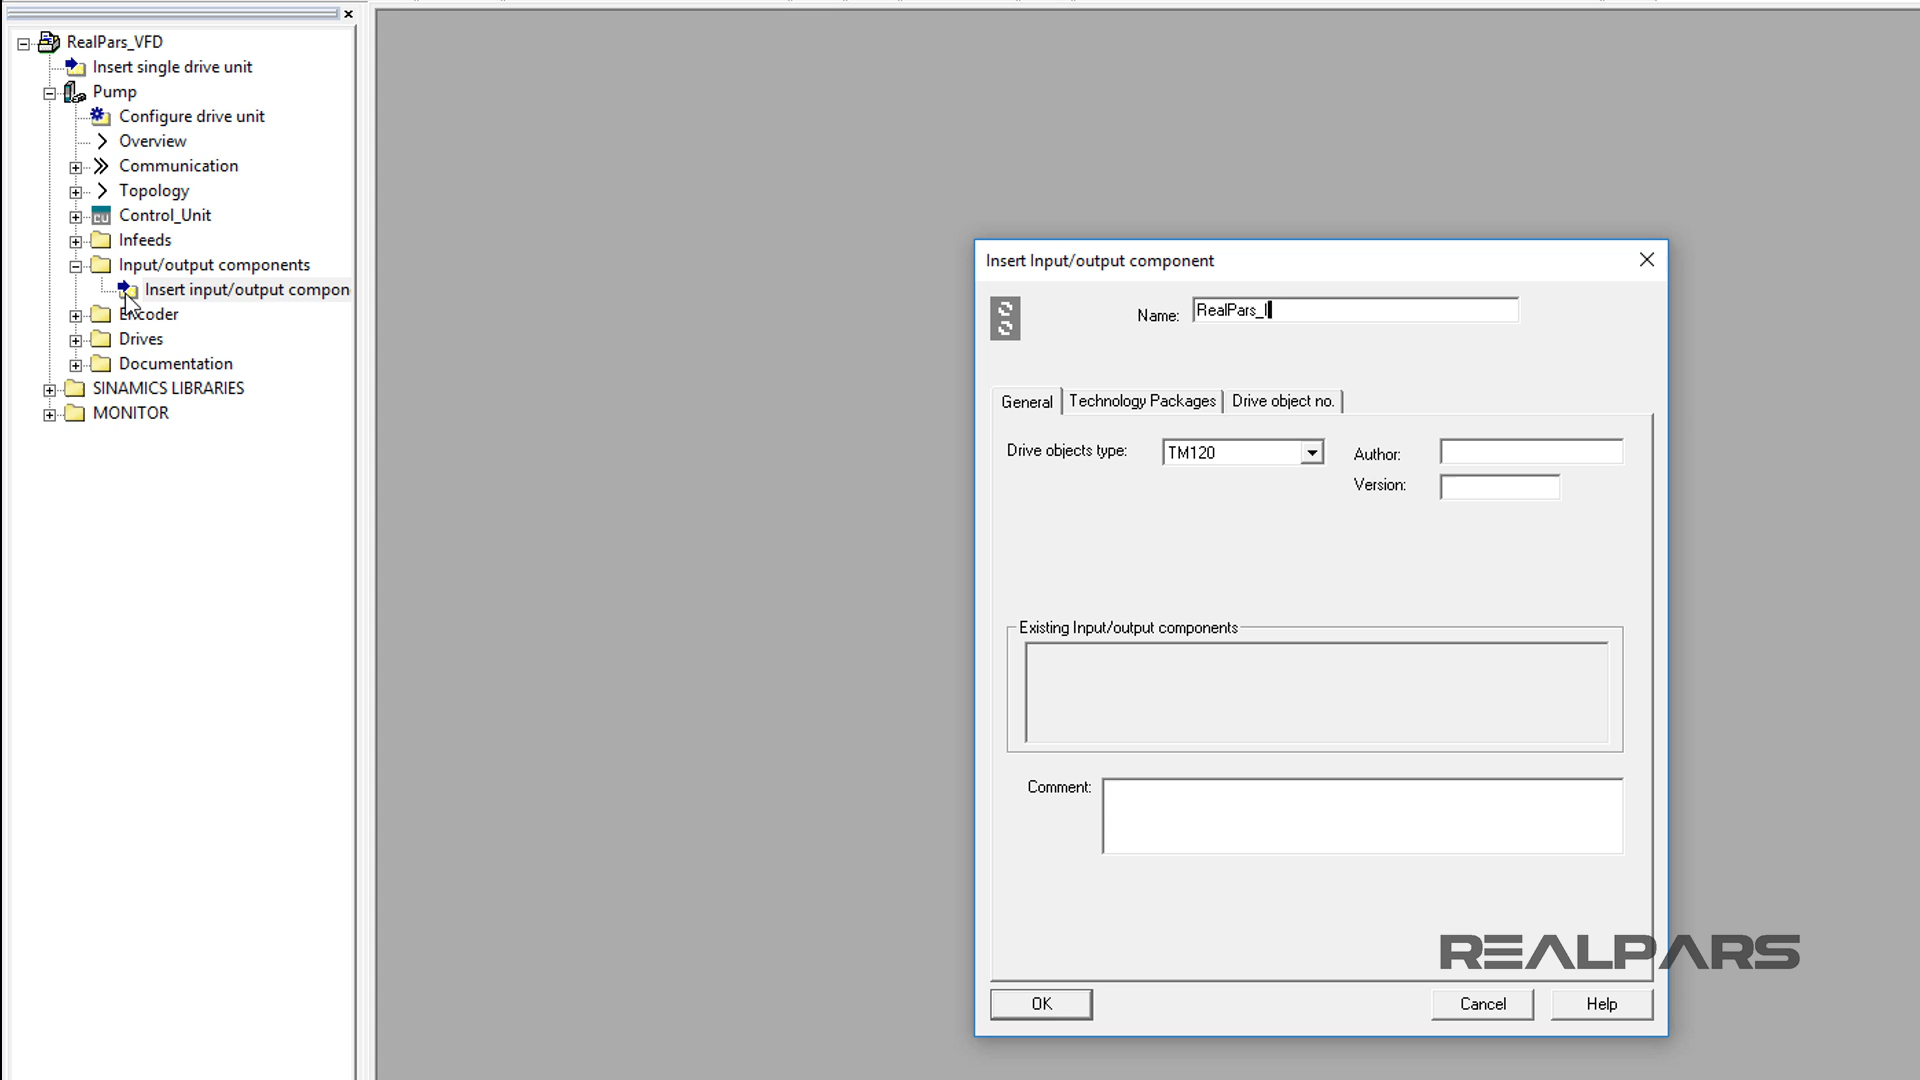 RealPars_VFD
Insert single drive unit
Pump
Configure drive unit
Overview
Communication
Topology
Control_Unit
Infeeds
Input/output components
Insert input/output compon
Encoder
Drives
Documentation
SINAMICS LIBRARIES
MONITOR
Insert Input/output component
Name: RealPars_I
General Technology Packages Drive object no.
Drive objects type: TM120 Author:
Version:
Existing Input/output components
Comment:
REALPARS
OK Cancel Help